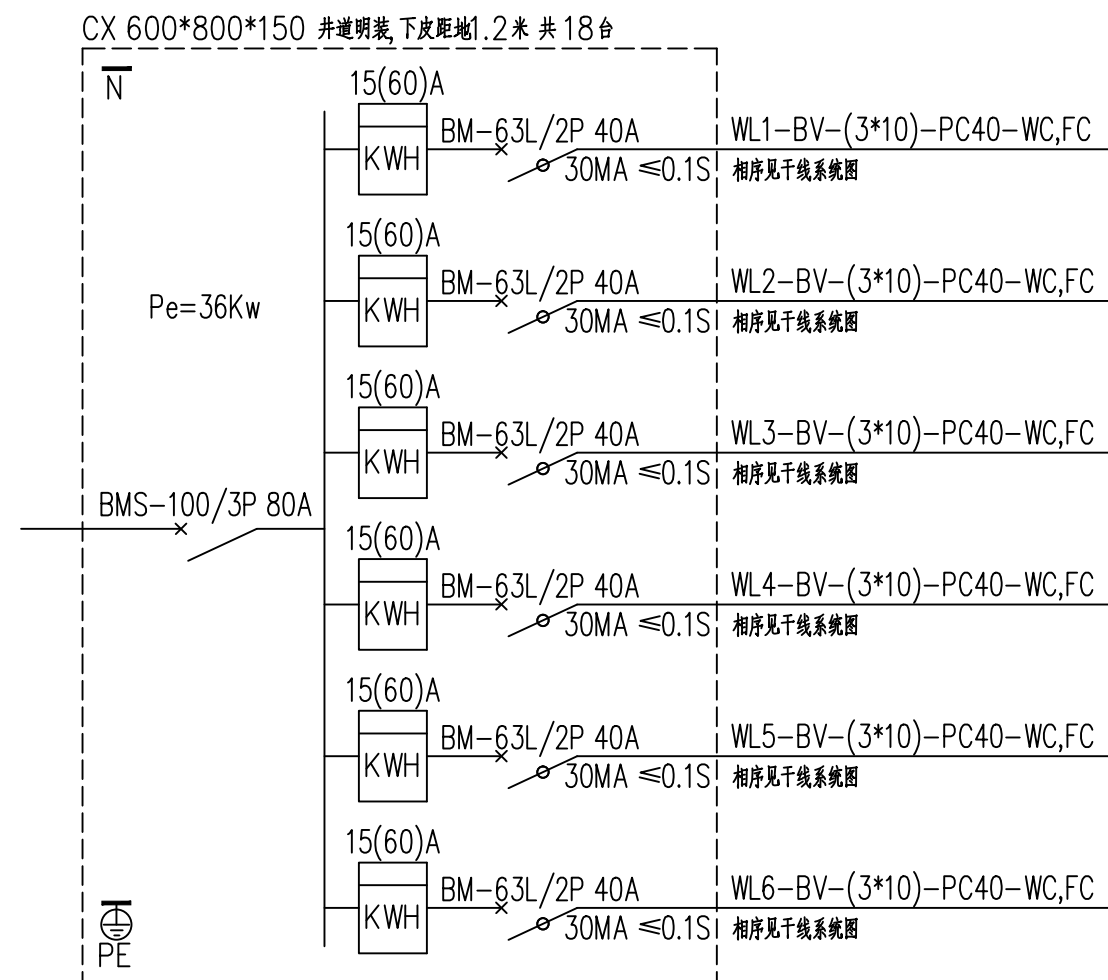 CX 600*800*150 井道明装,下皮距地1.2米 共18台
N
15(60)A
KWH
BM-63L/2P 40A
30MA ≤0.1S
WL1-BV-(3*10)-PC40-WC,FC
相序见干线系统图
15(60)A
KWH
BM-63L/2P 40A
30MA ≤0.1S
WL2-BV-(3*10)-PC40-WC,FC
相序见干线系统图
Pe=36Kw
15(60)A
KWH
BM-63L/2P 40A
30MA ≤0.1S
WL3-BV-(3*10)-PC40-WC,FC
相序见干线系统图
BMS-100/3P 80A
15(60)A
KWH
BM-63L/2P 40A
30MA ≤0.1S
WL4-BV-(3*10)-PC40-WC,FC
相序见干线系统图
15(60)A
KWH
BM-63L/2P 40A
30MA ≤0.1S
WL5-BV-(3*10)-PC40-WC,FC
相序见干线系统图
15(60)A
KWH
BM-63L/2P 40A
30MA ≤0.1S
WL6-BV-(3*10)-PC40-WC,FC
相序见干线系统图
PE